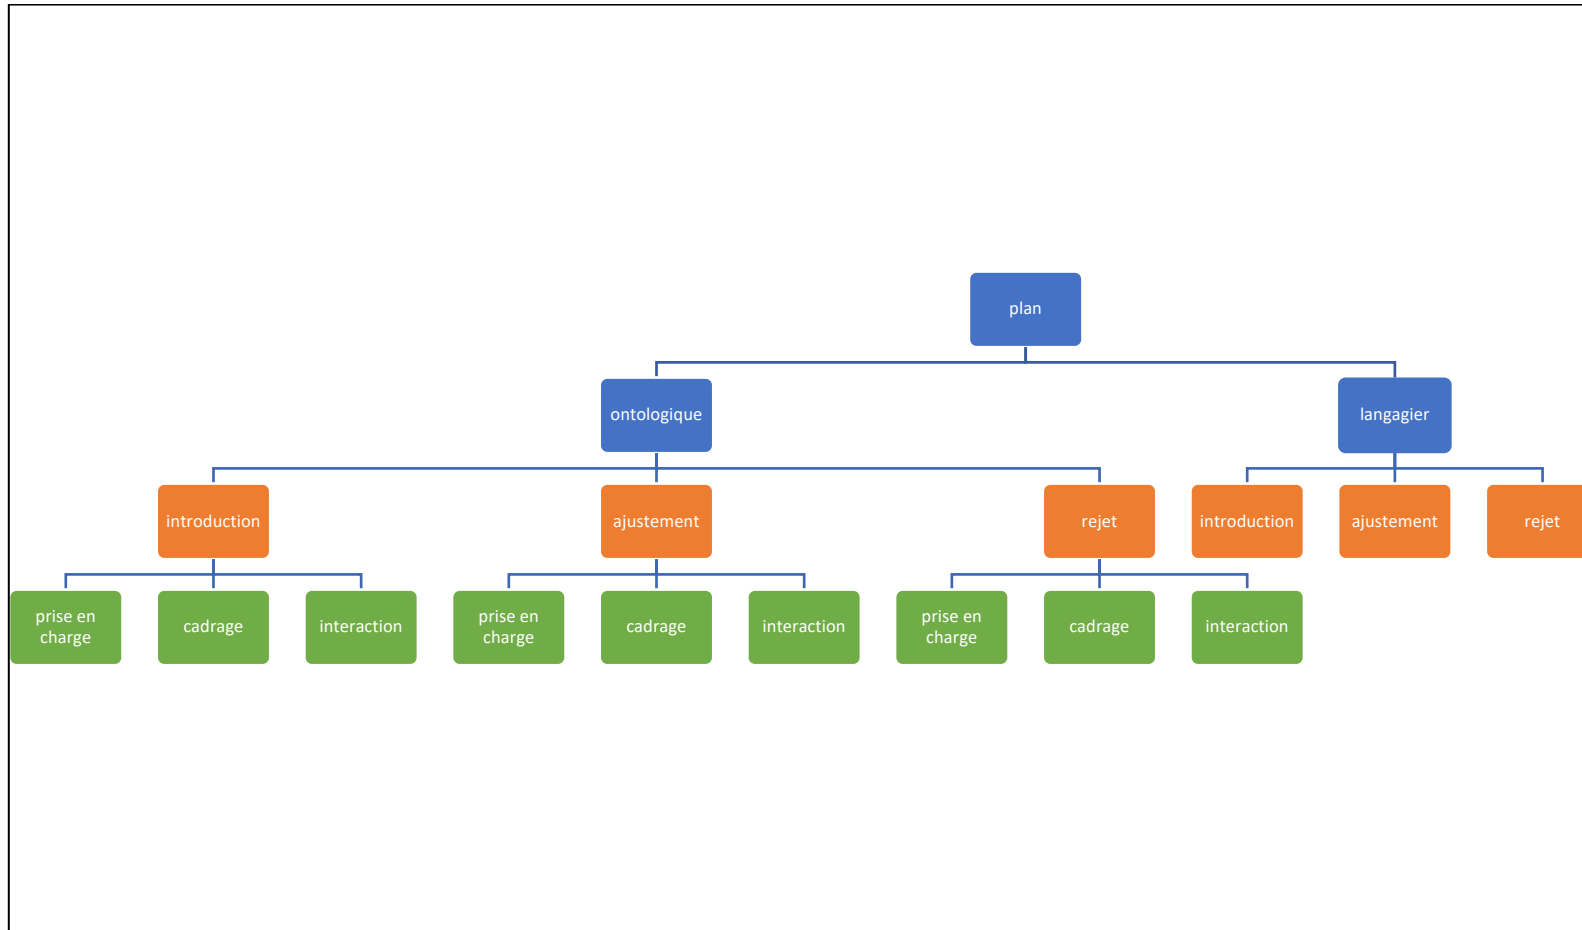 plan
ontologique
langagier
introduction
ajustement
rejet
introduction
ajustement
rejet
prise en
charge
cadrage
interaction
prise en
charge
cadrage
interaction
prise en
charge
cadrage
interaction